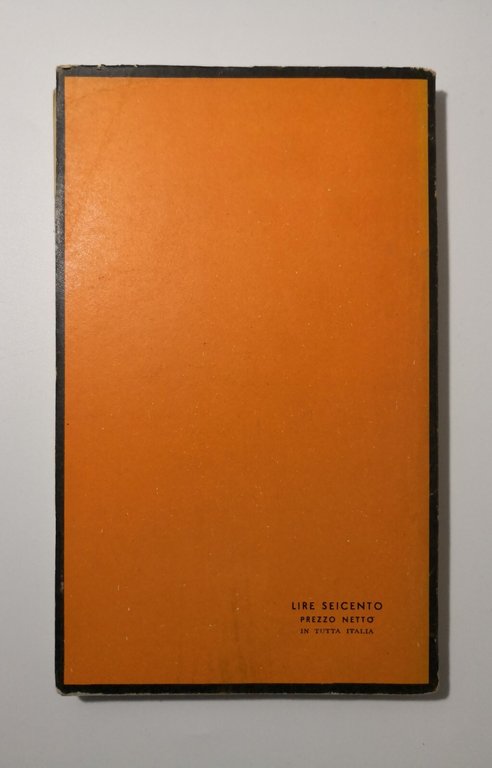 LIRE SEICENTO
PREZZO NETTO
IN TUTTA ITALIA